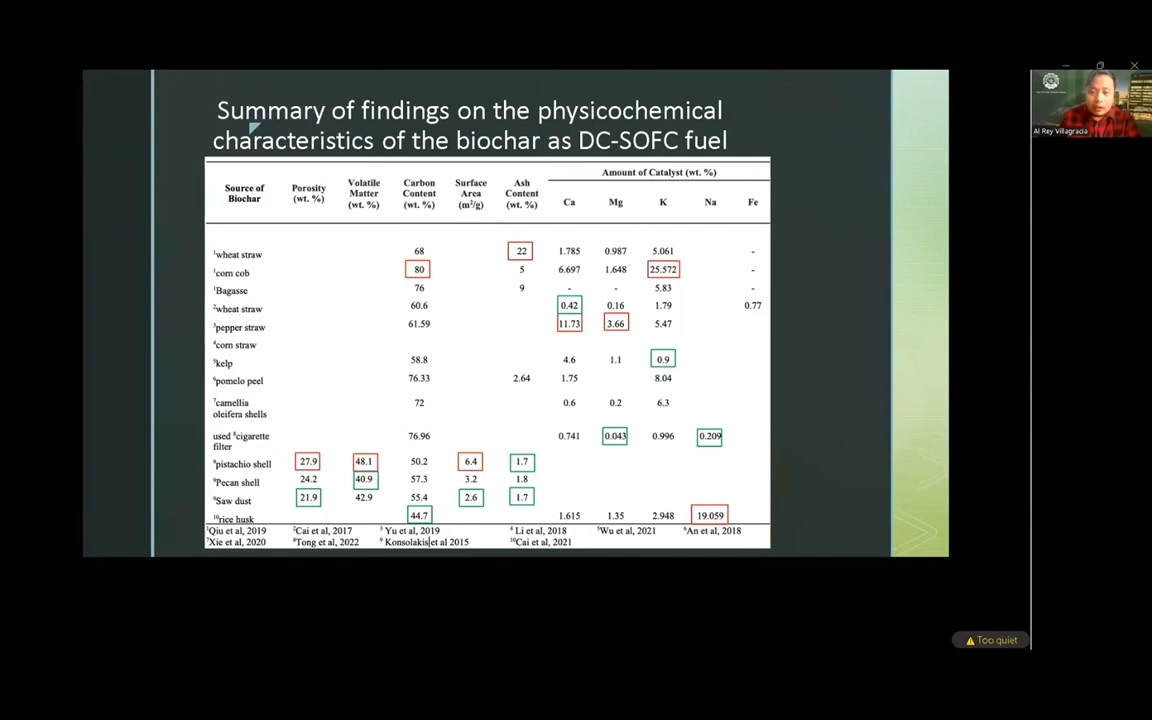 Summary of findings on the physicochemical
characteristics of the biochar as DC-SOFC fuel
Source of Biochar Porosity (wt. %) Volatile Matter (wt. %) Carbon Content (wt. %) Surface Area (m²/g) Ash Content (wt. %) Amount of Catalyst (wt. %)
Ca Mg K Na Fe
¹wheat straw 68 22 1.785 0.987 5.061 -
¹corn cob 80 5 6.697 1.648 25.572 -
¹Bagasse 76 9 - - 5.83 -
²wheat straw 60.6 0.42 0.16 1.79 0.77
³pepper straw 61.59 11.73 3.66 5.47
⁴corn straw
⁵kelp 58.8 4.6 1.1 0.9
⁶pomelo peel 76.33 2.64 1.75 8.04
⁷camellia oleifera shells 72 0.6 0.2 6.3
used ⁸cigarette filter 76.96 0.741 0.043 0.996 0.209
⁹pistachio shell 27.9 48.1 50.2 6.4 1.7
⁹Pecan shell 24.2 40.9 57.3 3.2 1.8
⁹Saw dust 21.9 42.9 55.4 2.6 1.7
¹⁰rice husk 44.7 1.615 1.35 2.948 19.059
¹Qiu et al, 2019 ²Cai et al, 2017 ³ Yu et al, 2019 ⁴ Li et al, 2018 ⁵Wu et al, 2021 ⁶An et al, 2018
⁷Xie et al, 2020 ⁸Tong et al, 2022 ⁹ Konsolakis et al 2015 ¹⁰Cai et al, 2021
Al Rey Villagracia
Too quiet